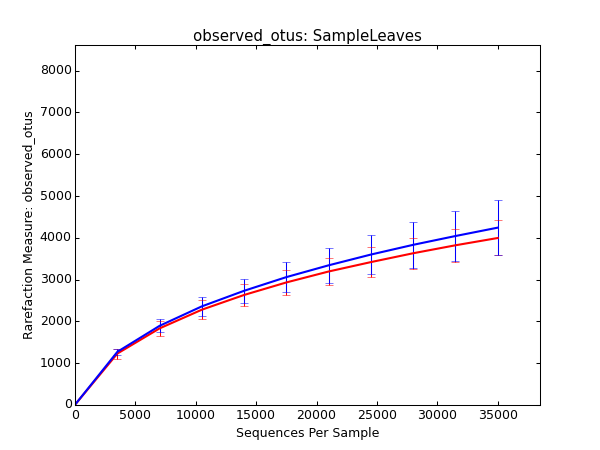 observed_otus: SampleLeaves
8000
7000
6000
5000
4000
3000
2000
1000
0
Rarefaction Measure: observed_otus
0 5000 10000 15000 20000 25000 30000 35000
Sequences Per Sample